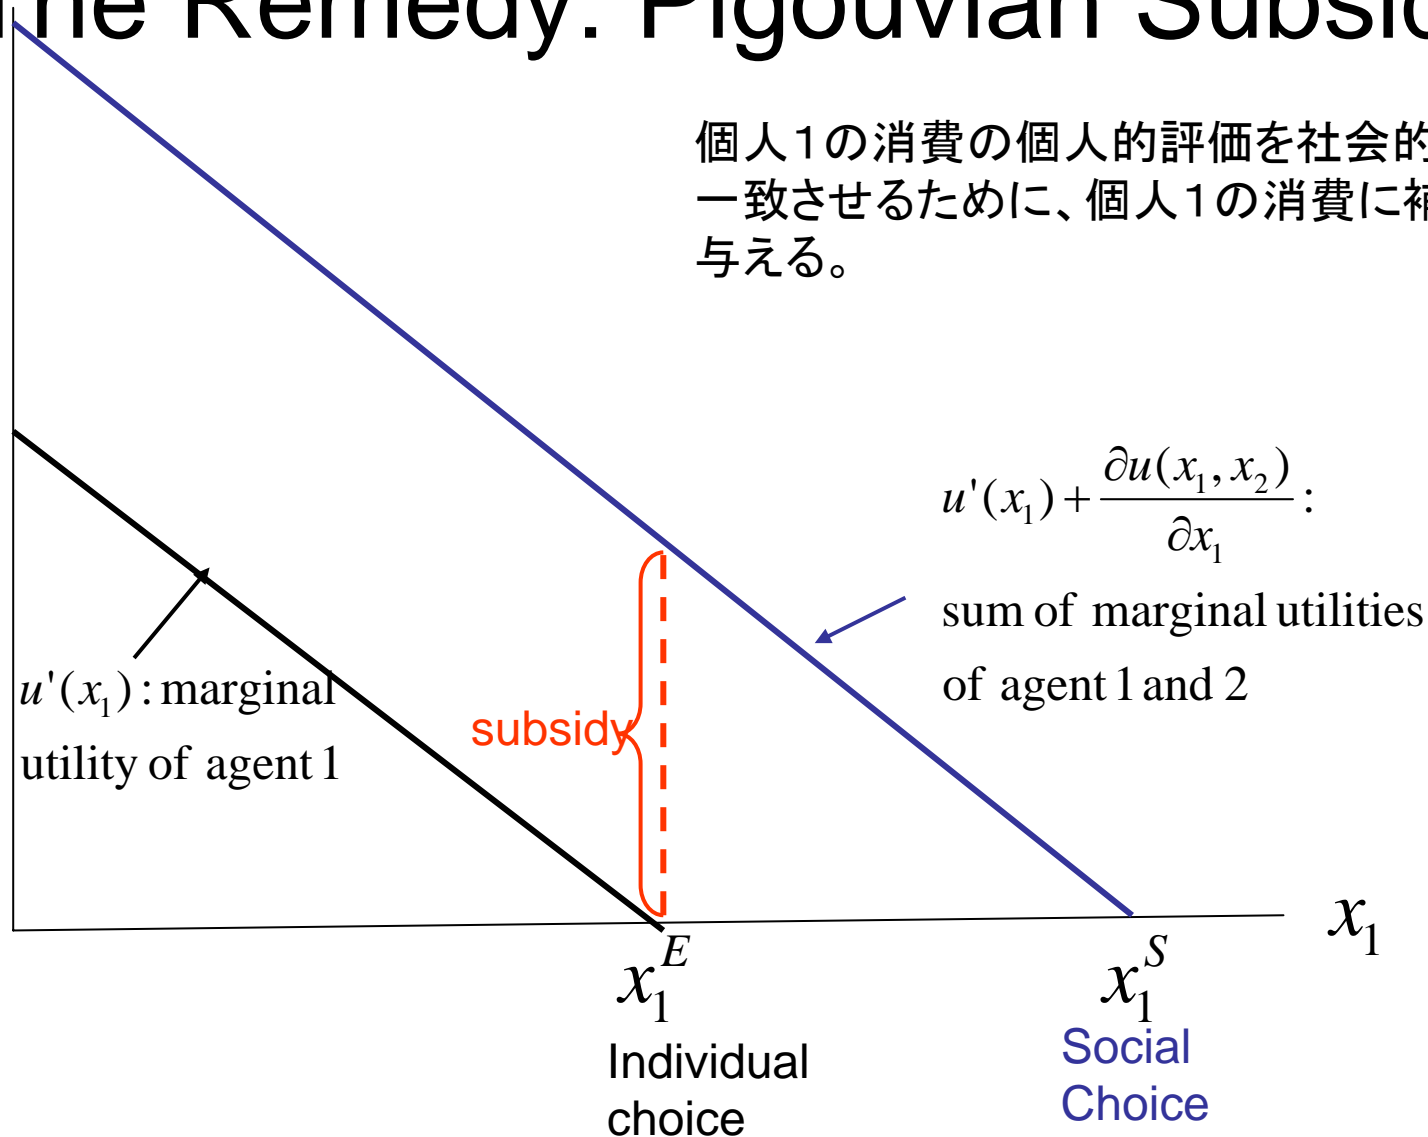 The Remedy: Pigouvian Subsid
個人1の消費の個人的評価を社会的
一致させるために、個人1の消費に補
与える。
u'(x₁) + ∂u(x₁, x₂)/∂x₁ :
sum of marginal utilities
of agent 1 and 2
u'(x₁) : marginal
utility of agent 1
subsidy
x₁
x₁ᴱ
Individual
choice
x₁ˢ
Social
Choice